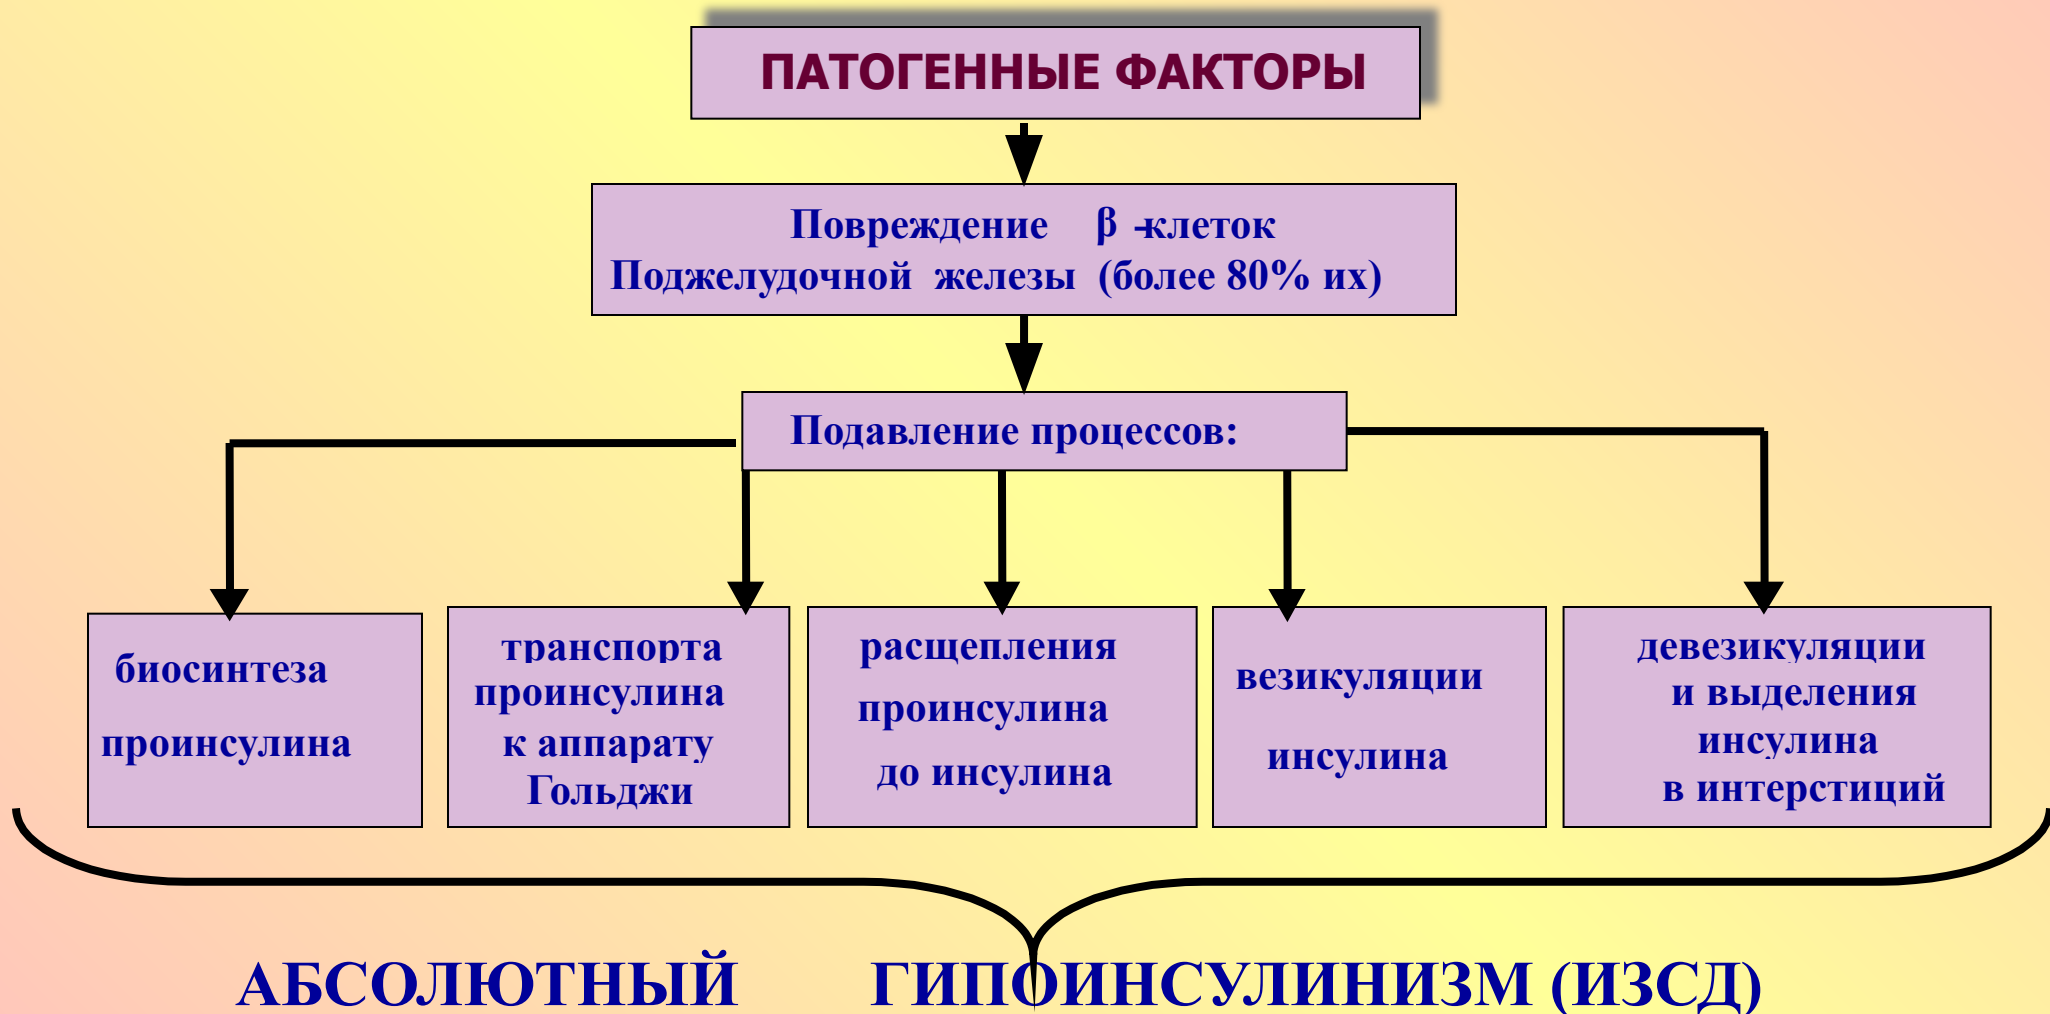 ПАТОГЕННЫЕ ФАКТОРЫ
Повреждение β -клеток
Поджелудочной железы (более 80% их)
Подавление процессов:
биосинтеза
проинсулина
транспорта
проинсулина
к аппарату
Гольджи
расщепления
проинсулина
до инсулина
везикуляции
инсулина
девезикуляции
и выделения
инсулина
в интерстиций
АБСОЛЮТНЫЙ ГИПОИНСУЛИНИЗМ (ИЗСД)